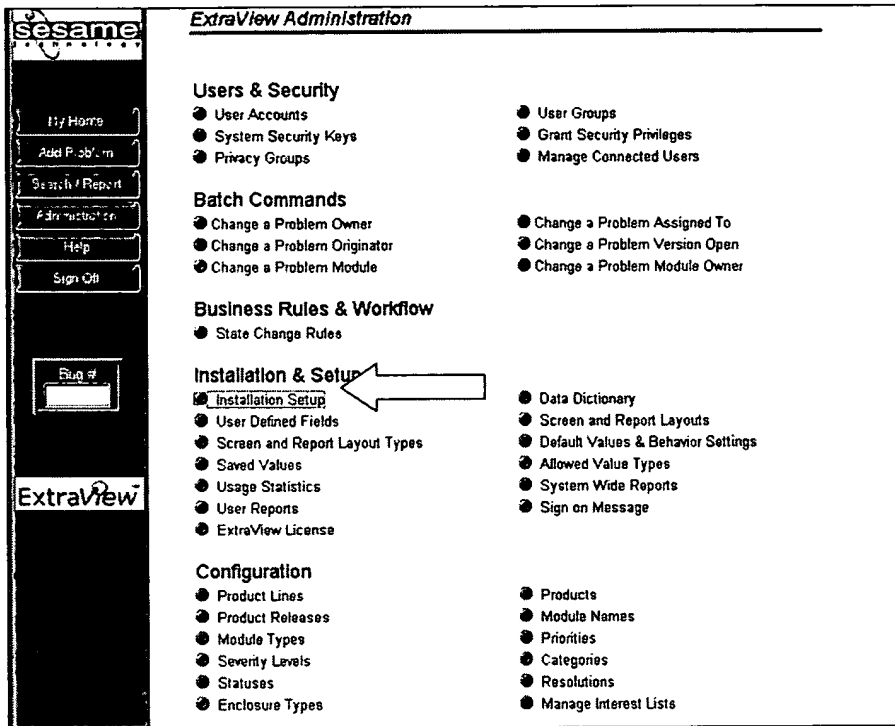 ExtraView Administration
sesame
technology
My Home
Add Problem
Search / Report
Administration
Help
Sign Off
Bug #
ExtraView
Users & Security
User Accounts
User Groups
System Security Keys
Grant Security Privileges
Privacy Groups
Manage Connected Users
Batch Commands
Change a Problem Owner
Change a Problem Assigned To
Change a Problem Originator
Change a Problem Version Open
Change a Problem Module
Change a Problem Module Owner
Business Rules & Workflow
State Change Rules
Installation & Setup
Installation Setup
Data Dictionary
User Defined Fields
Screen and Report Layouts
Screen and Report Layout Types
Default Values & Behavior Settings
Saved Values
Allowed Value Types
Usage Statistics
System Wide Reports
User Reports
Sign on Message
ExtraView License
Configuration
Product Lines
Products
Product Releases
Module Names
Module Types
Priorities
Severity Levels
Categories
Statuses
Resolutions
Enclosure Types
Manage Interest Lists